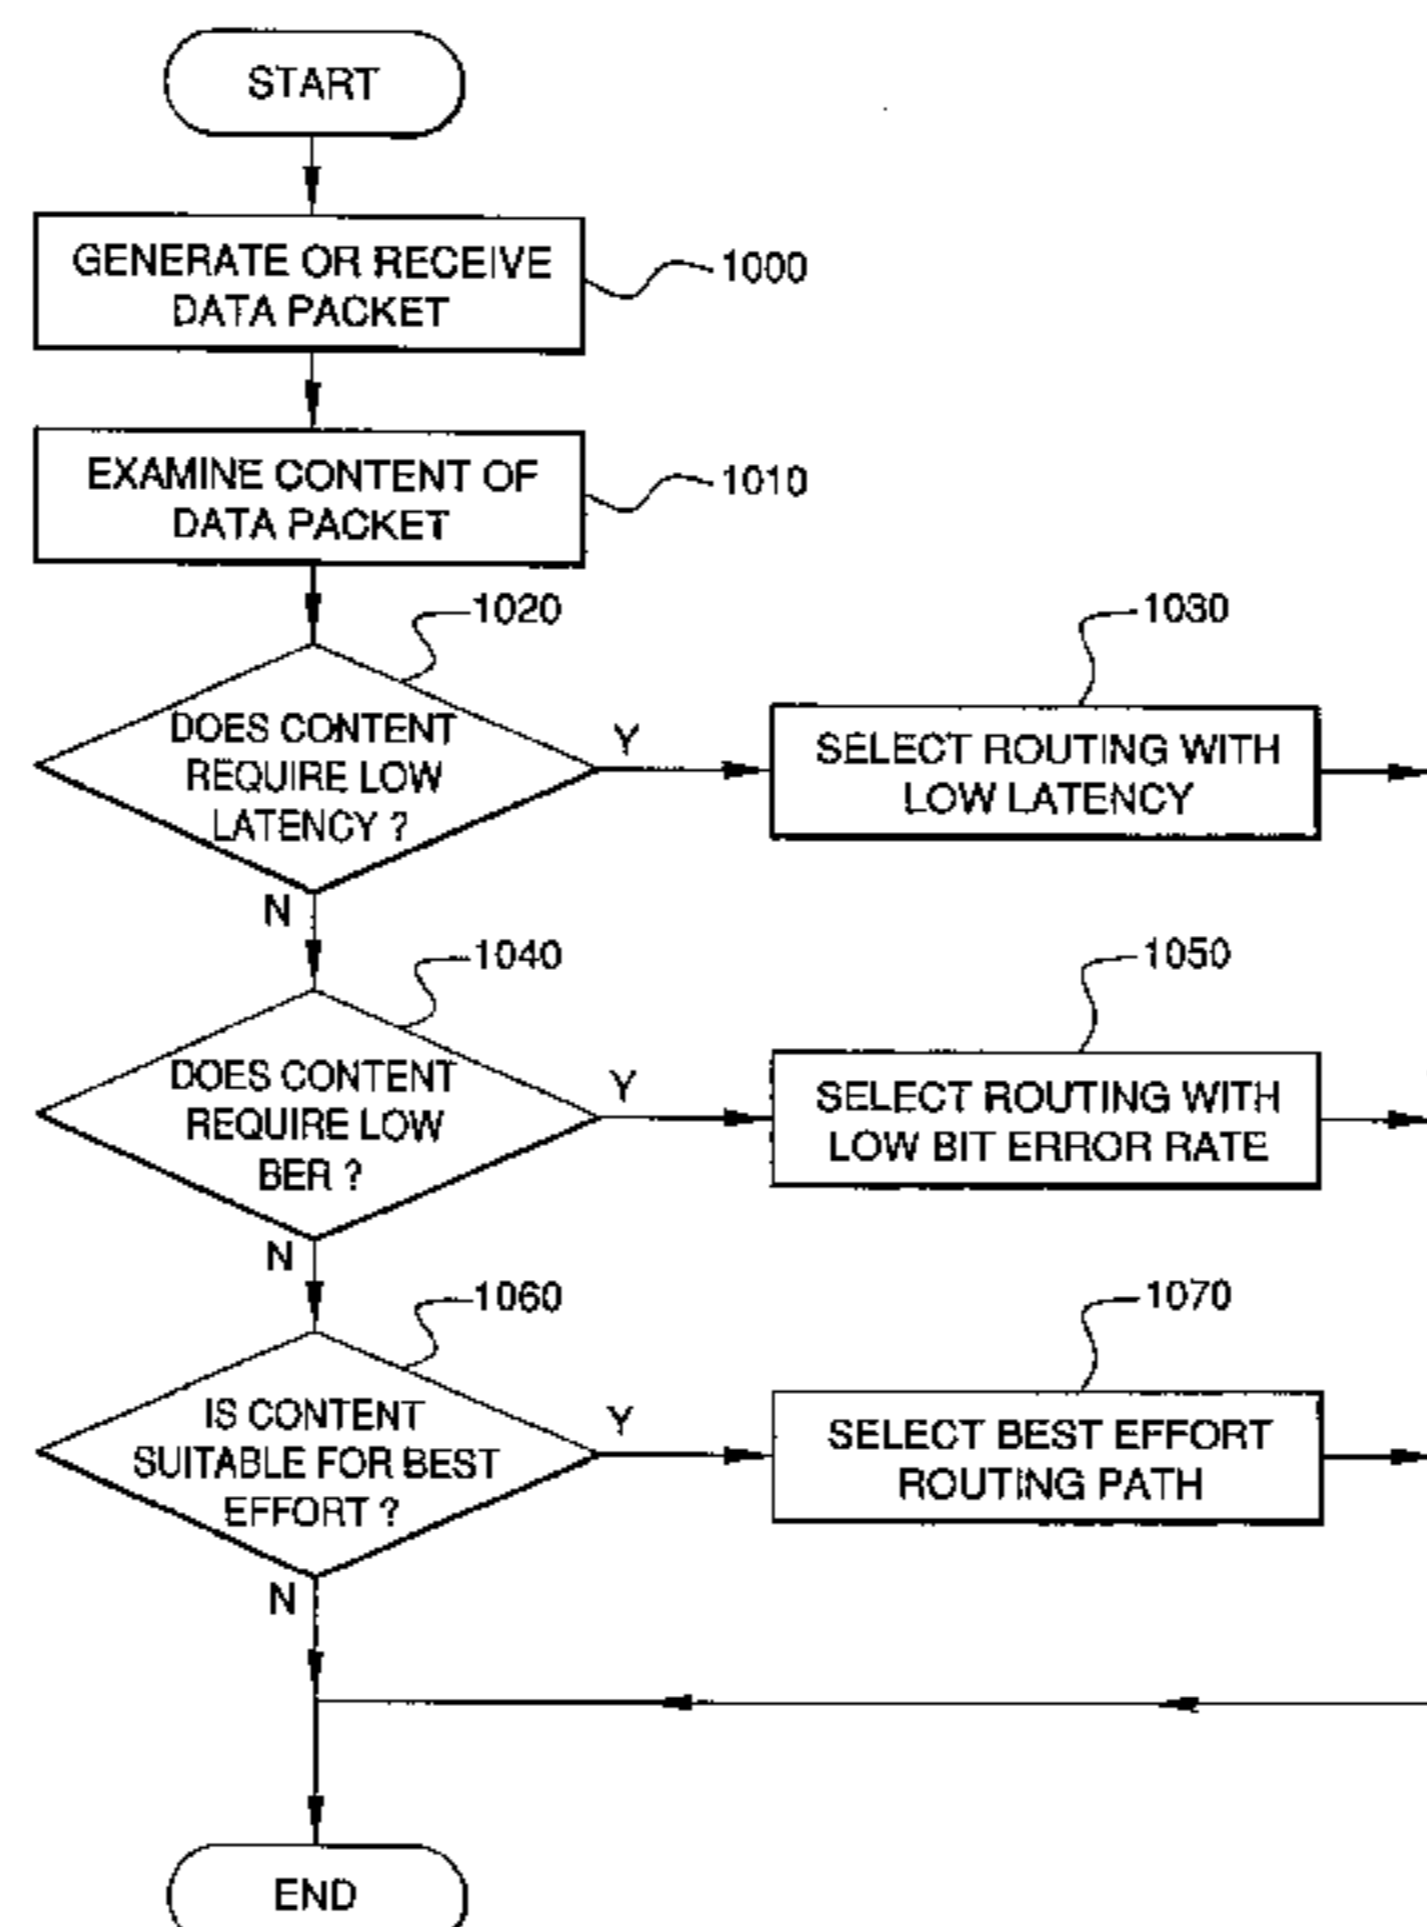 START
GENERATE OR RECEIVE
DATA PACKET
1000
EXAMINE CONTENT OF
DATA PACKET
1010
1020
DOES CONTENT
REQUIRE LOW
LATENCY ?
Y
N
1030
SELECT ROUTING WITH
LOW LATENCY
1040
DOES CONTENT
REQUIRE LOW
BER ?
Y
N
1050
SELECT ROUTING WITH
LOW BIT ERROR RATE
1060
IS CONTENT
SUITABLE FOR BEST
EFFORT ?
Y
N
1070
SELECT BEST EFFORT
ROUTING PATH
END